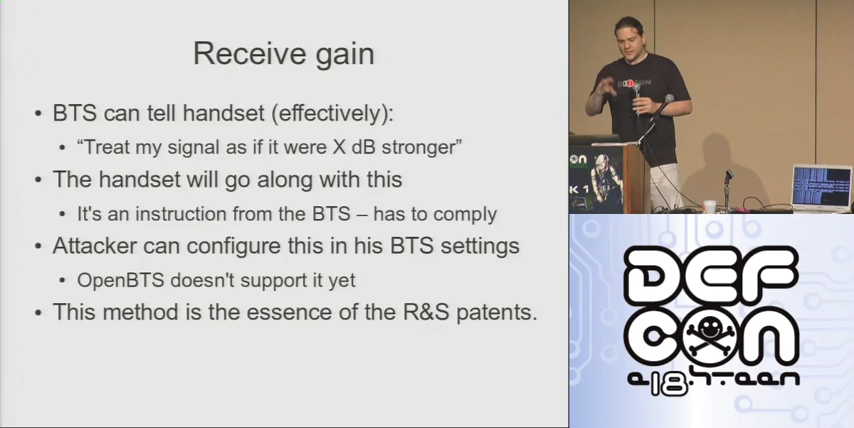 Receive gain
• BTS can tell handset (effectively):
• “Treat my signal as if it were X dB stronger”
• The handset will go along with this
• It's an instruction from the BTS – has to comply
• Attacker can configure this in his BTS settings
• OpenBTS doesn't support it yet
• This method is the essence of the R&S patents.
DEF
CON
e18h-teen